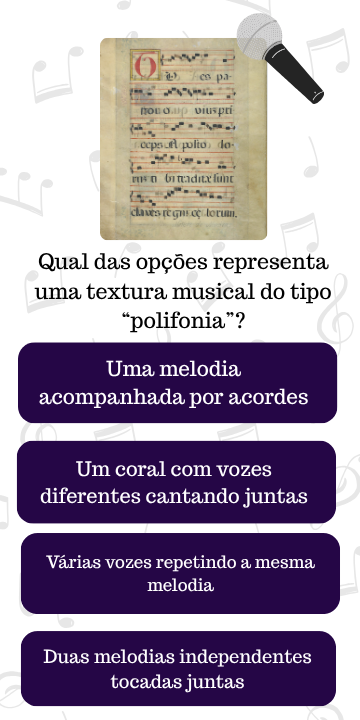 Qual das opções representa
uma textura musical do tipo
“polifonia”?
Uma melodia
acompanhada por acordes
Um coral com vozes
diferentes cantando juntas
Várias vozes repetindo a mesma
melodia
Duas melodias independentes
tocadas juntas